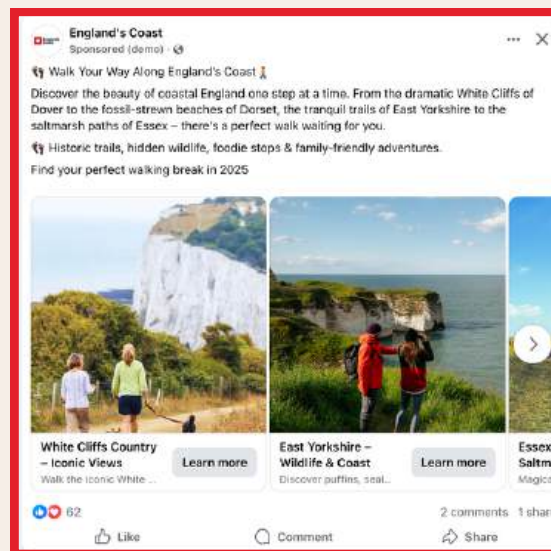 England's Coast
Sponsored (demo) ·
👣 Walk Your Way Along England's Coast 🚶
Discover the beauty of coastal England one step at a time. From the dramatic White Cliffs of
Dover to the fossil-strewn beaches of Dorset, the tranquil trails of East Yorkshire to the
saltmarsh paths of Essex – there's a perfect walk waiting for you.
👣 Historic trails, hidden wildlife, foodie stops & family-friendly adventures.
Find your perfect walking break in 2025
White Cliffs Country
– Iconic Views
Walk the iconic White ...
Learn more
East Yorkshire –
Wildlife & Coast
Discover puffins, seal...
Learn more
Essex
Saltm
Magica
62
2 comments 1 shar
Like
Comment
Share